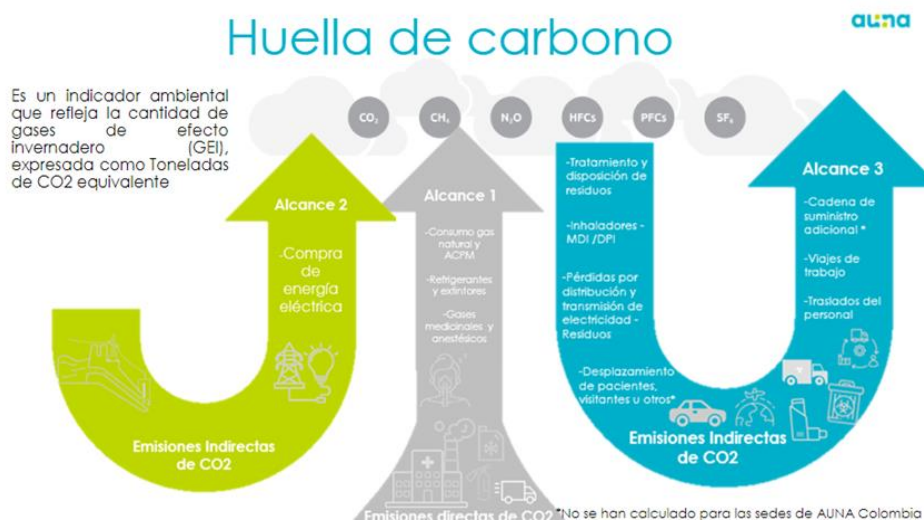 Huella de carbono
auna
Es un indicador ambiental
que refleja la cantidad de
gases de efecto
invernadero (GEI),
expresada como Toneladas
de CO2 equivalente
CO₂
CH₄
N₂O
HFCs
PFCs
SF₆
Alcance 2
-Compra
de
energía
eléctrica
Emisiones Indirectas
de CO2
Alcance 1
-Consumo gas
natural y
ACPM
-Refrigerantes
y extintores
-Gases
medicinales y
anestésicos
Emisiones directas de CO2
-Tratamiento y
disposición de
residuos
-Inhaladores -
MDI /DPI
-Pérdidas por
distribución y
transmisión de
electricidad -
Residuos
-Desplazamiento
de pacientes,
visitantes u otros*
Alcance 3
-Cadena de
suministro
adicional *
-Viajes de
trabajo
-Traslados del
personal
Emisiones Indirectas
de CO2
*No se han calculado para las sedes de AUNA Colombia